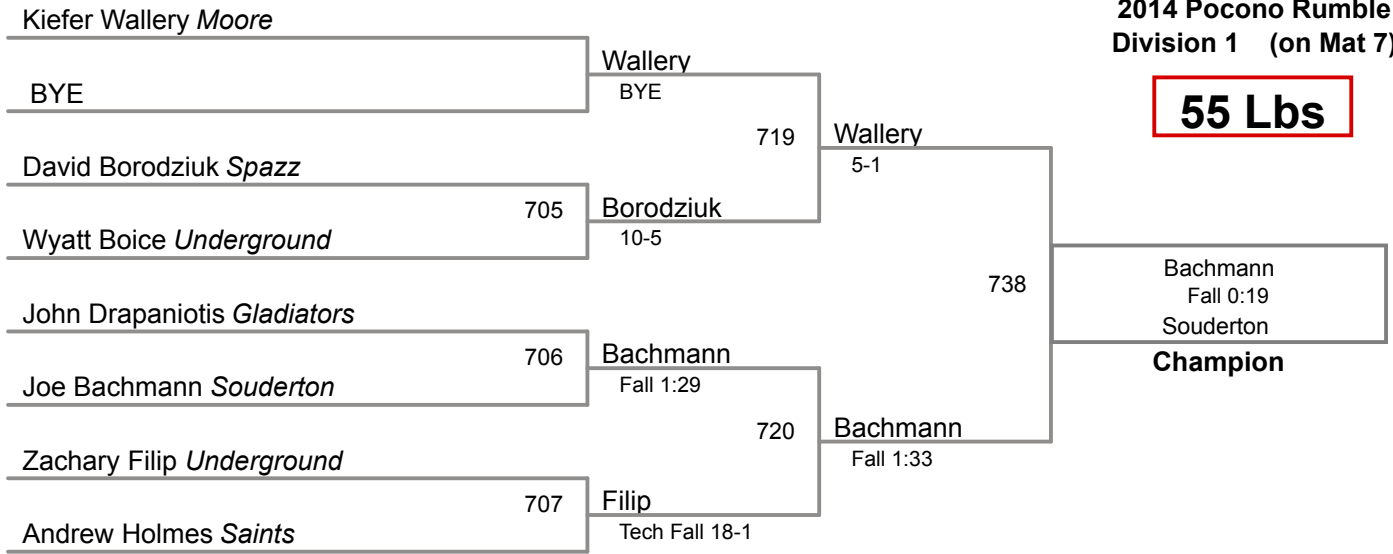 2014 Pocono Rumble
Division 1 (on Mat 7)
55 Lbs
Kiefer Wallery Moore
BYE
Wallery
BYE
719
Wallery
5-1
David Borodziuk Spazz
705
Borodziuk
10-5
Wyatt Boice Underground
738
Bachmann
Fall 0:19
Souderton
Champion
John Drapaniotis Gladiators
706
Bachmann
Fall 1:29
Joe Bachmann Souderton
720
Bachmann
Fall 1:33
Zachary Filip Underground
707
Filip
Tech Fall 18-1
Andrew Holmes Saints